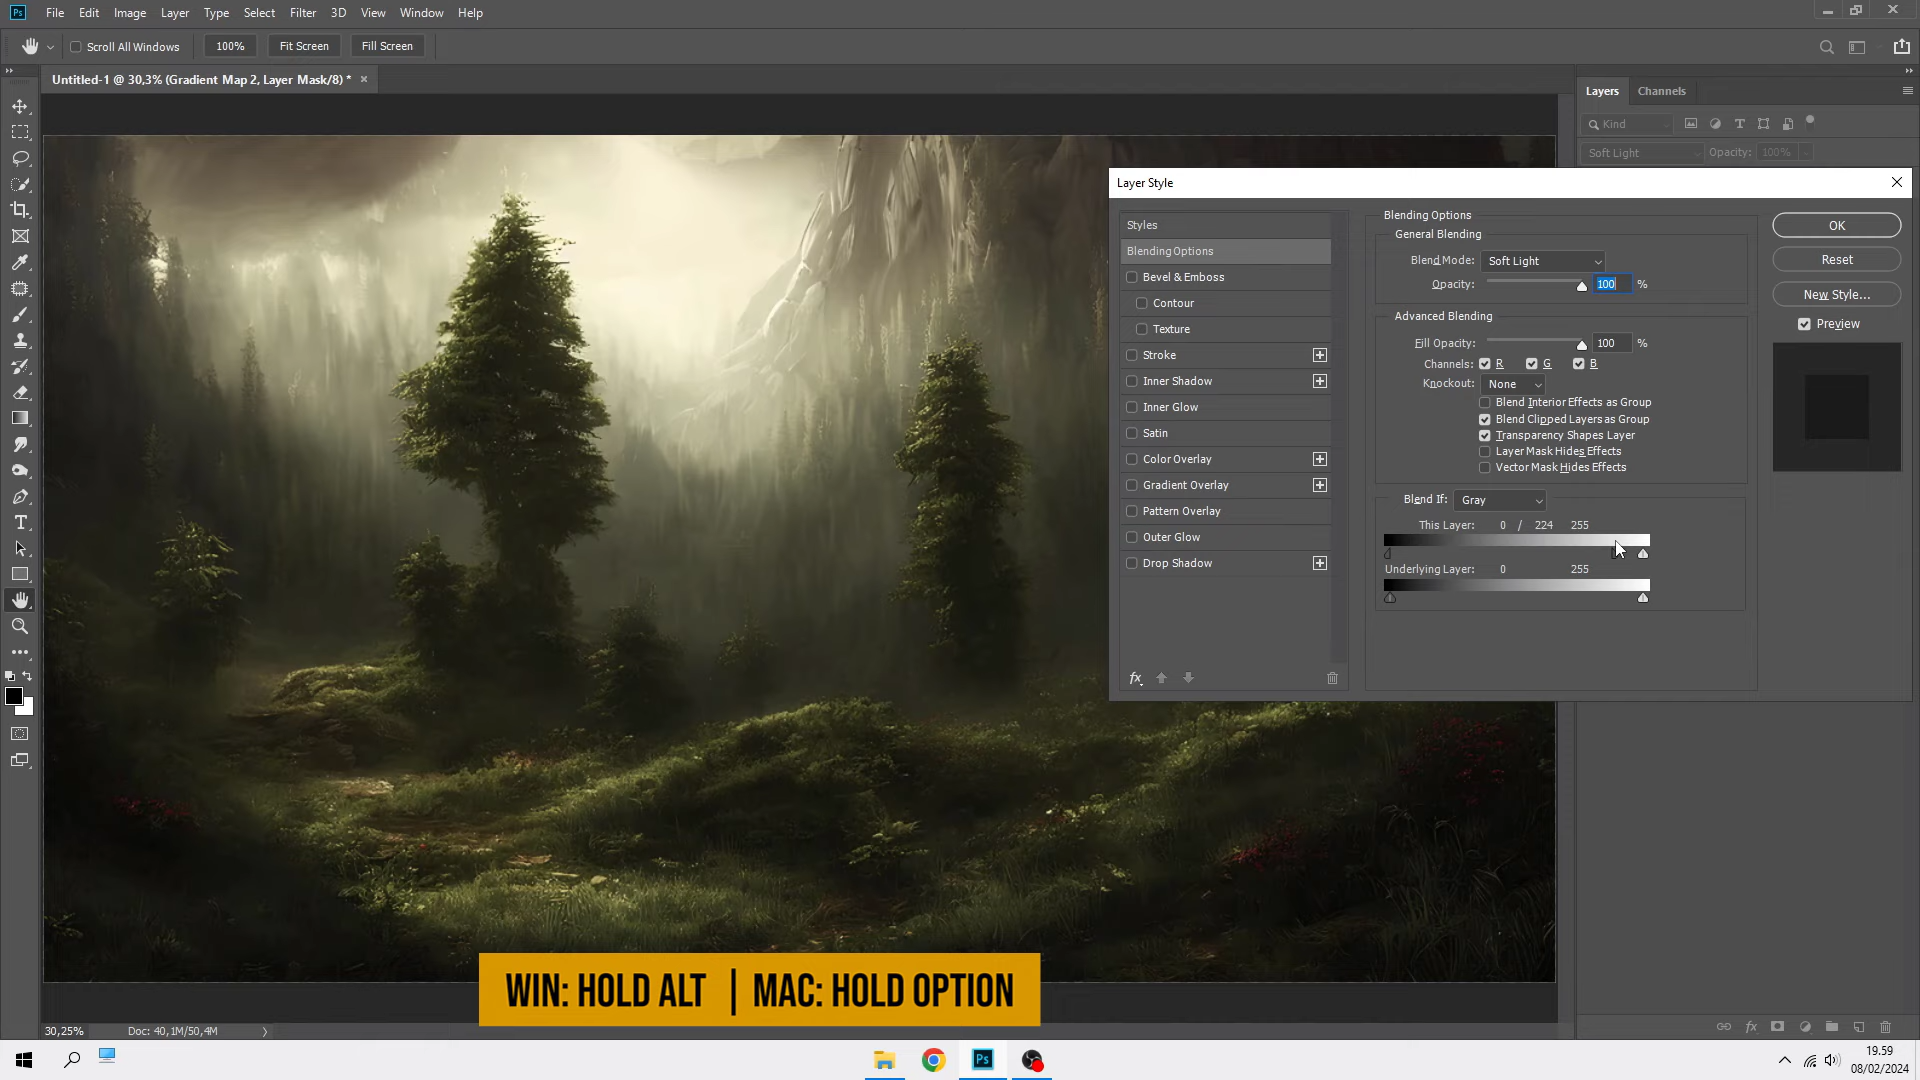 Ps File Edit Image Layer Type Select Filter 3D View Window Help
Scroll All Windows 100% Fit Screen Fill Screen
Untitled-1 @ 30,3% (Gradient Map 2, Layer Mask/8) *
Layers Channels
Kind
Soft Light Opacity: 100%
Layer Style
Styles
Blending Options
Bevel & Emboss
Contour
Texture
Stroke
Inner Shadow
Inner Glow
Satin
Color Overlay
Gradient Overlay
Pattern Overlay
Outer Glow
Drop Shadow
fx
Blending Options
General Blending
Blend Mode: Soft Light
Opacity: 100 %
Advanced Blending
Fill Opacity: 100 %
Channels: R G B
Knockout: None
Blend Interior Effects as Group
Blend Clipped Layers as Group
Transparency Shapes Layer
Layer Mask Hides Effects
Vector Mask Hides Effects
Blend If: Gray
This Layer: 0 / 224 255
Underlying Layer: 0 255
OK
Reset
New Style...
Preview
WIN: HOLD ALT | MAC: HOLD OPTION
30,25% Doc: 40,1M/50,4M
fx
Ps
19.59
08/02/2024